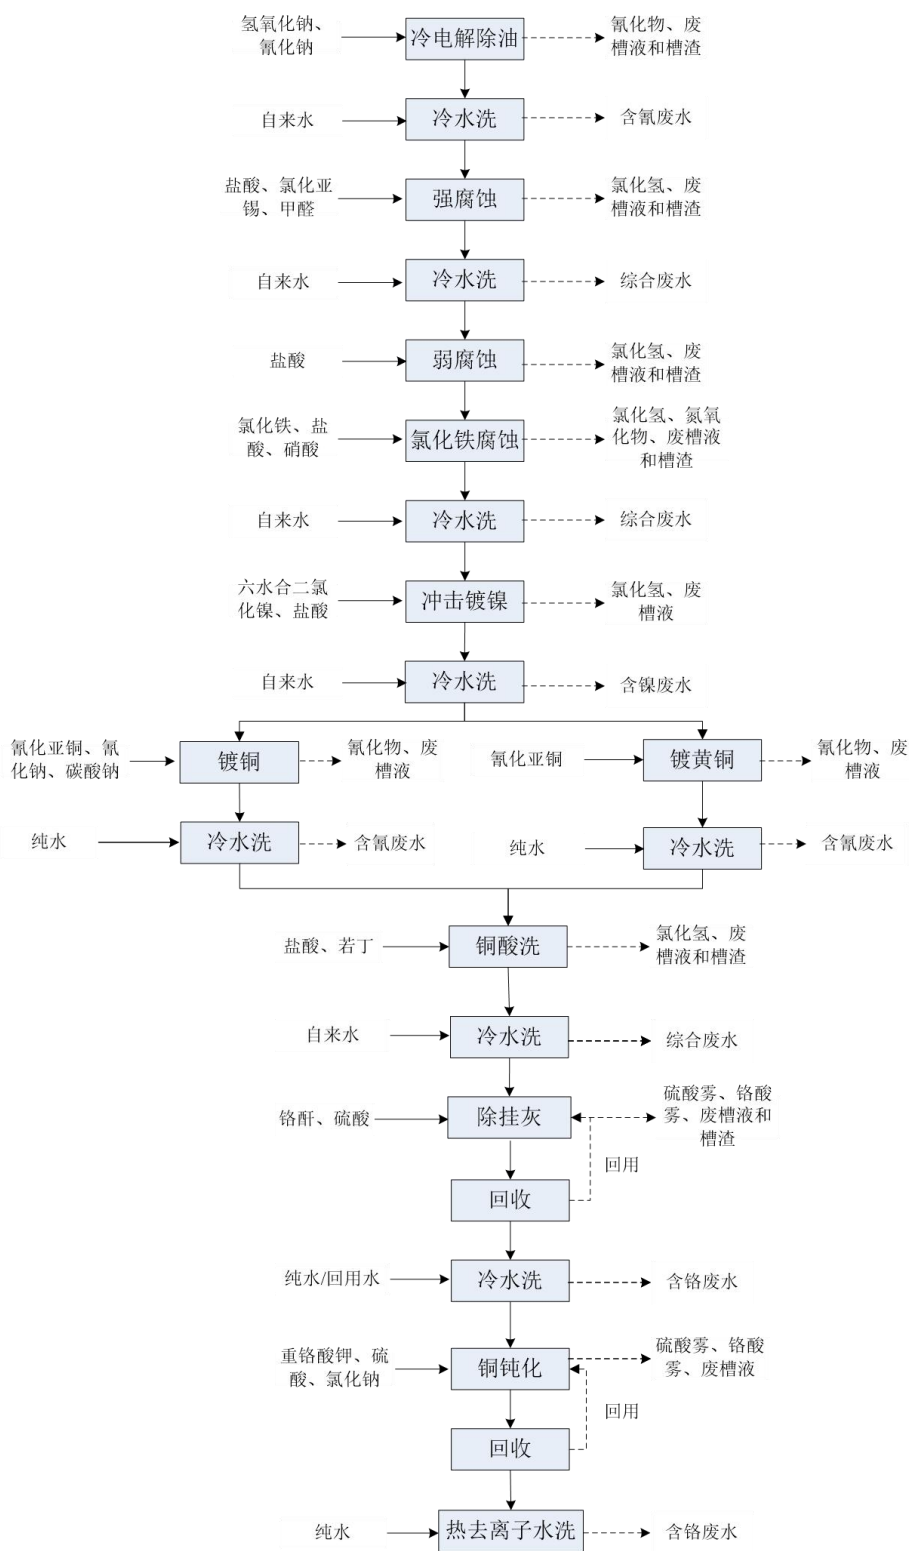 氢氧化钠、
氰化钠
冷电解除油
氰化物、废
槽液和槽渣
自来水
冷水洗
含氰废水
盐酸、氯化亚
锡、甲醛
强腐蚀
氯化氢、废
槽液和槽渣
自来水
冷水洗
综合废水
盐酸
弱腐蚀
氯化氢、废
槽液和槽渣
氯化铁、盐
酸、硝酸
氯化铁腐蚀
氯化氢、氮氧
化物、废槽液
和槽渣
自来水
冷水洗
综合废水
六水合二氯
化镍、盐酸
冲击镀镍
氯化氢、废
槽液
自来水
冷水洗
含镍废水
氰化亚铜、氰
化钠、碳酸钠
镀铜
氰化物、废
槽液
氰化亚铜
镀黄铜
氰化物、废
槽液
纯水
冷水洗
含氰废水
纯水
冷水洗
含氰废水
盐酸、若丁
铜酸洗
氯化氢、废
槽液和槽渣
自来水
冷水洗
综合废水
铬酐、硫酸
除挂灰
硫酸雾、铬酸
雾、废槽液和
槽渣
回用
回收
纯水/回用水
冷水洗
含铬废水
重铬酸钾、硫
酸、氯化钠
铜钝化
硫酸雾、铬酸
雾、废槽液
回用
回收
纯水
热去离子水洗
含铬废水